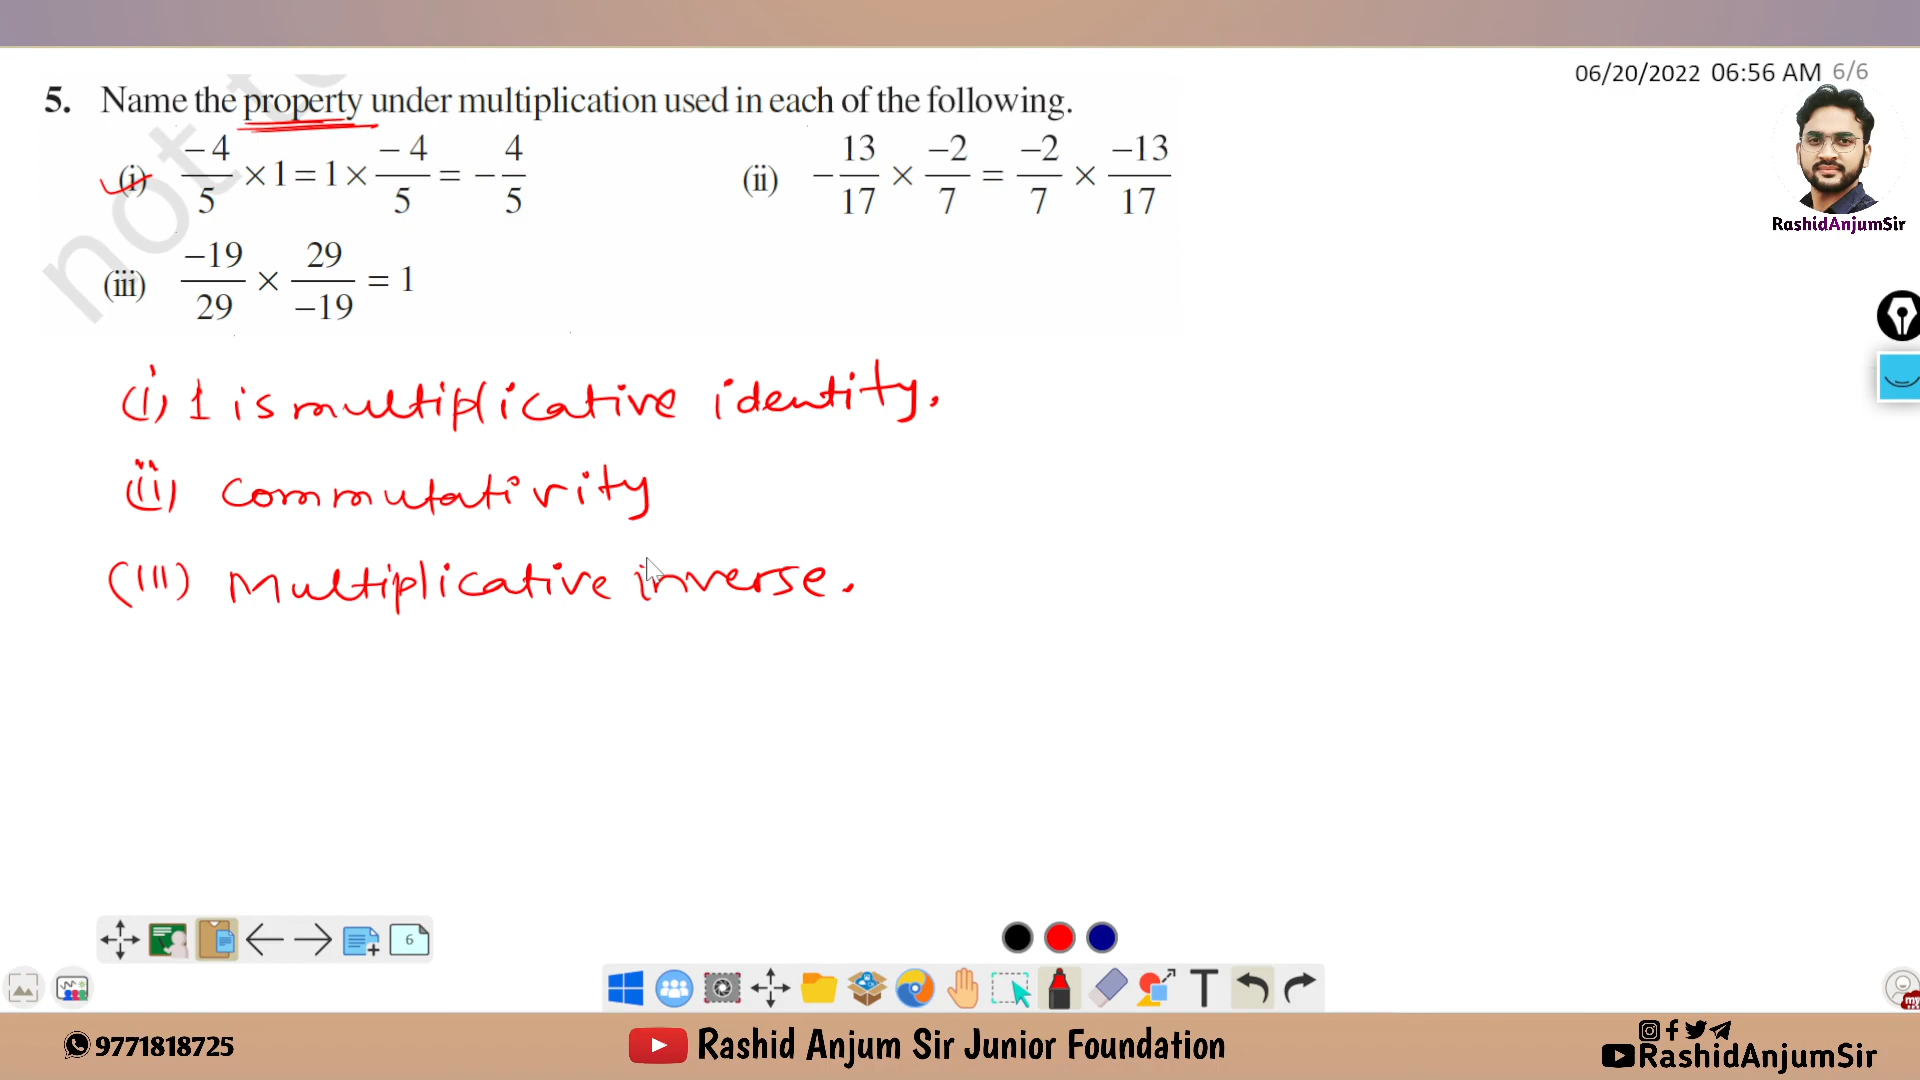 06/20/2022 06:56 AM 6/6
5. Name the property under multiplication used in each of the following.
(i) −4/5 × 1 = 1 × −4/5 = −4/5
(ii) −13/17 × −2/7 = −2/7 × −13/17
RashidAnjumSir
(iii) −19/29 × 29/−19 = 1
not to
(i) 1 is multiplicative identity.
(ii) Commutativity
(III) Multiplicative inverse.
6
T
9771818725
Rashid Anjum Sir Junior Foundation
RashidAnjumSir